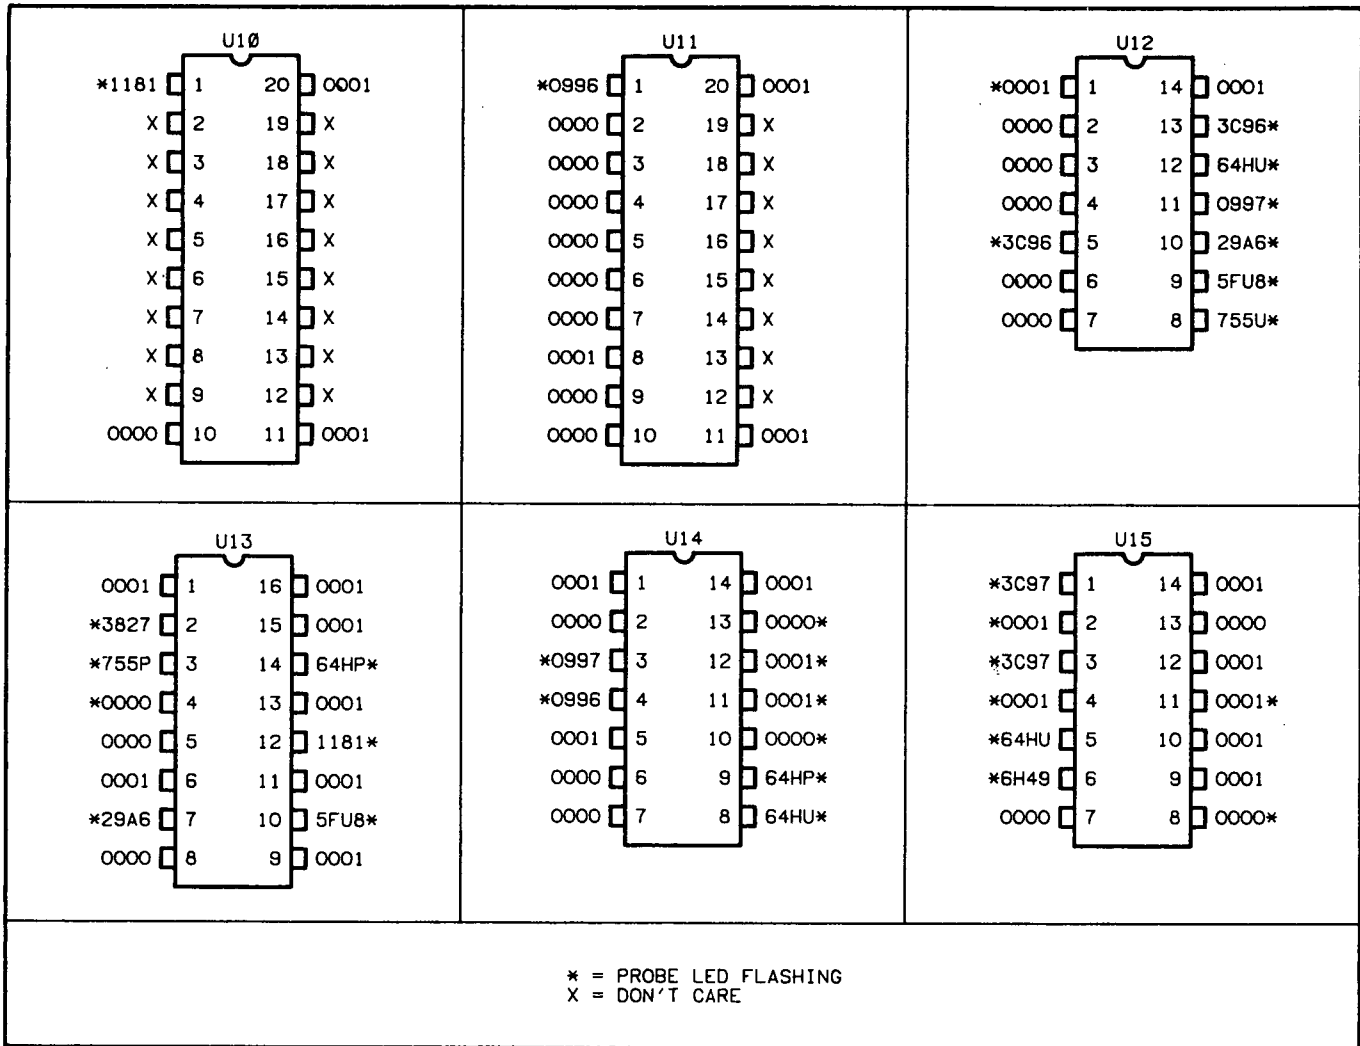 U10
*1181 1 20 0001
X 2 19 X
X 3 18 X
X 4 17 X
X 5 16 X
X 6 15 X
X 7 14 X
X 8 13 X
X 9 12 X
0000 10 11 0001
U11
*0996 1 20 0001
0000 2 19 X
0000 3 18 X
0000 4 17 X
0000 5 16 X
0000 6 15 X
0000 7 14 X
0001 8 13 X
0000 9 12 X
0000 10 11 0001
U12
*0001 1 14 0001
0000 2 13 3C96*
0000 3 12 64HU*
0000 4 11 0997*
*3C96 5 10 29A6*
0000 6 9 5FU8*
0000 7 8 755U*
U13
0001 1 16 0001
*3827 2 15 0001
*755P 3 14 64HP*
*0000 4 13 0001
0000 5 12 1181*
0001 6 11 0001
*29A6 7 10 5FU8*
0000 8 9 0001
U14
0001 1 14 0001
0000 2 13 0000*
*0997 3 12 0001*
*0996 4 11 0001*
0001 5 10 0000*
0000 6 9 64HP*
0000 7 8 64HU*
U15
*3C97 1 14 0001
*0001 2 13 0000
*3C97 3 12 0001
*0001 4 11 0001*
*64HU 5 10 0001
*6H49 6 9 0001
0000 7 8 0000*
* = PROBE LED FLASHING
X = DON'T CARE